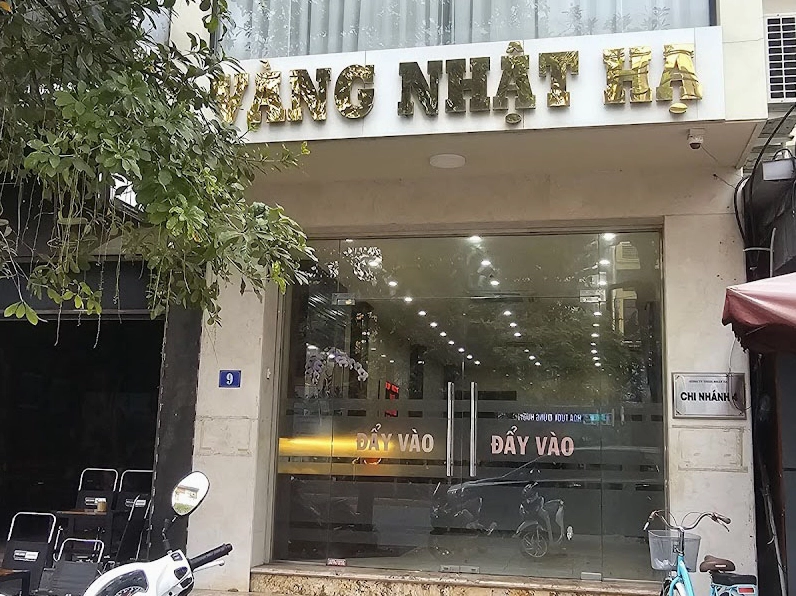 VÀNG NHẬT HẠ
9
CHI NHÁNH
ĐẨY VÀO
ĐẨY VÀO